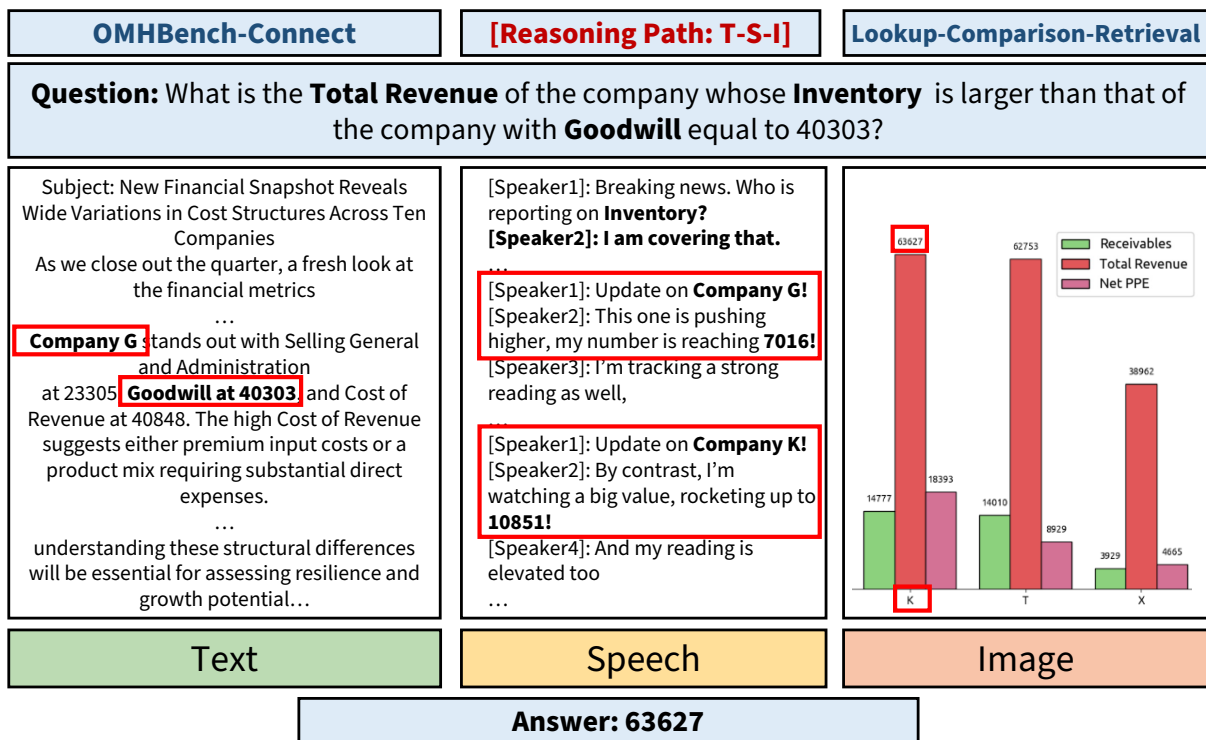 OMHBench-Connect
[Reasoning Path: T-S-I]
Lookup-Comparison-Retrieval
Question: What is the Total Revenue of the company whose Inventory is larger than that of
the company with Goodwill equal to 40303?
Subject: New Financial Snapshot Reveals
Wide Variations in Cost Structures Across Ten
Companies
As we close out the quarter, a fresh look at
the financial metrics
…
Company G stands out with Selling General
and Administration
at 23305, Goodwill at 40303, and Cost of
Revenue at 40848. The high Cost of Revenue
suggests either premium input costs or a
product mix requiring substantial direct
expenses.
…
understanding these structural differences
will be essential for assessing resilience and
growth potential…
Text
[Speaker1]: Breaking news. Who is
reporting on Inventory?
[Speaker2]: I am covering that.
…
[Speaker1]: Update on Company G!
[Speaker2]: This one is pushing
higher, my number is reaching 7016!
[Speaker3]: I'm tracking a strong
reading as well,
…
[Speaker1]: Update on Company K!
[Speaker2]: By contrast, I'm
watching a big value, rocketing up to
10851!
[Speaker4]: And my reading is
elevated too
…
Speech
Receivables
Total Revenue
Net PPE
63627
62753
38962
14777
18393
14010
8929
3929
4665
K
T
X
Image
Answer: 63627